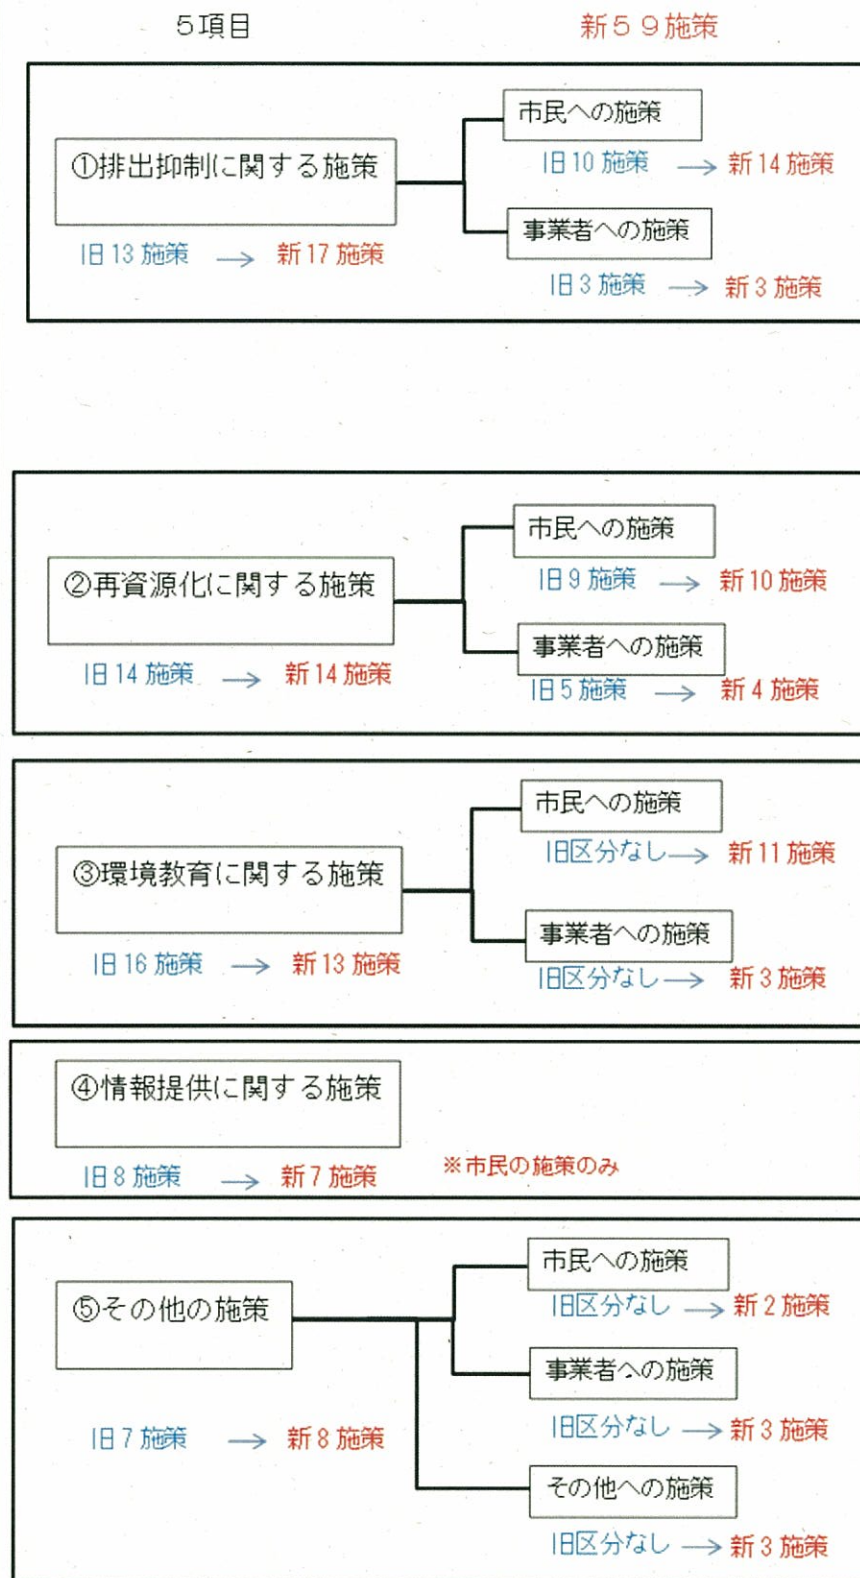 5項目
新59施策
①排出抑制に関する施策
旧13施策 → 新17施策
市民への施策
旧10施策 → 新14施策
事業者への施策
旧3施策 → 新3施策
②再資源化に関する施策
旧14施策 → 新14施策
市民への施策
旧9施策 → 新10施策
事業者への施策
旧5施策 → 新4施策
③環境教育に関する施策
旧16施策 → 新13施策
市民への施策
旧区分なし → 新11施策
事業者への施策
旧区分なし → 新3施策
④情報提供に関する施策
旧8施策 → 新7施策
※市民の施策のみ
⑤その他の施策
旧7施策 → 新8施策
市民への施策
旧区分なし → 新2施策
事業者への施策
旧区分なし → 新3施策
その他への施策
旧区分なし → 新3施策